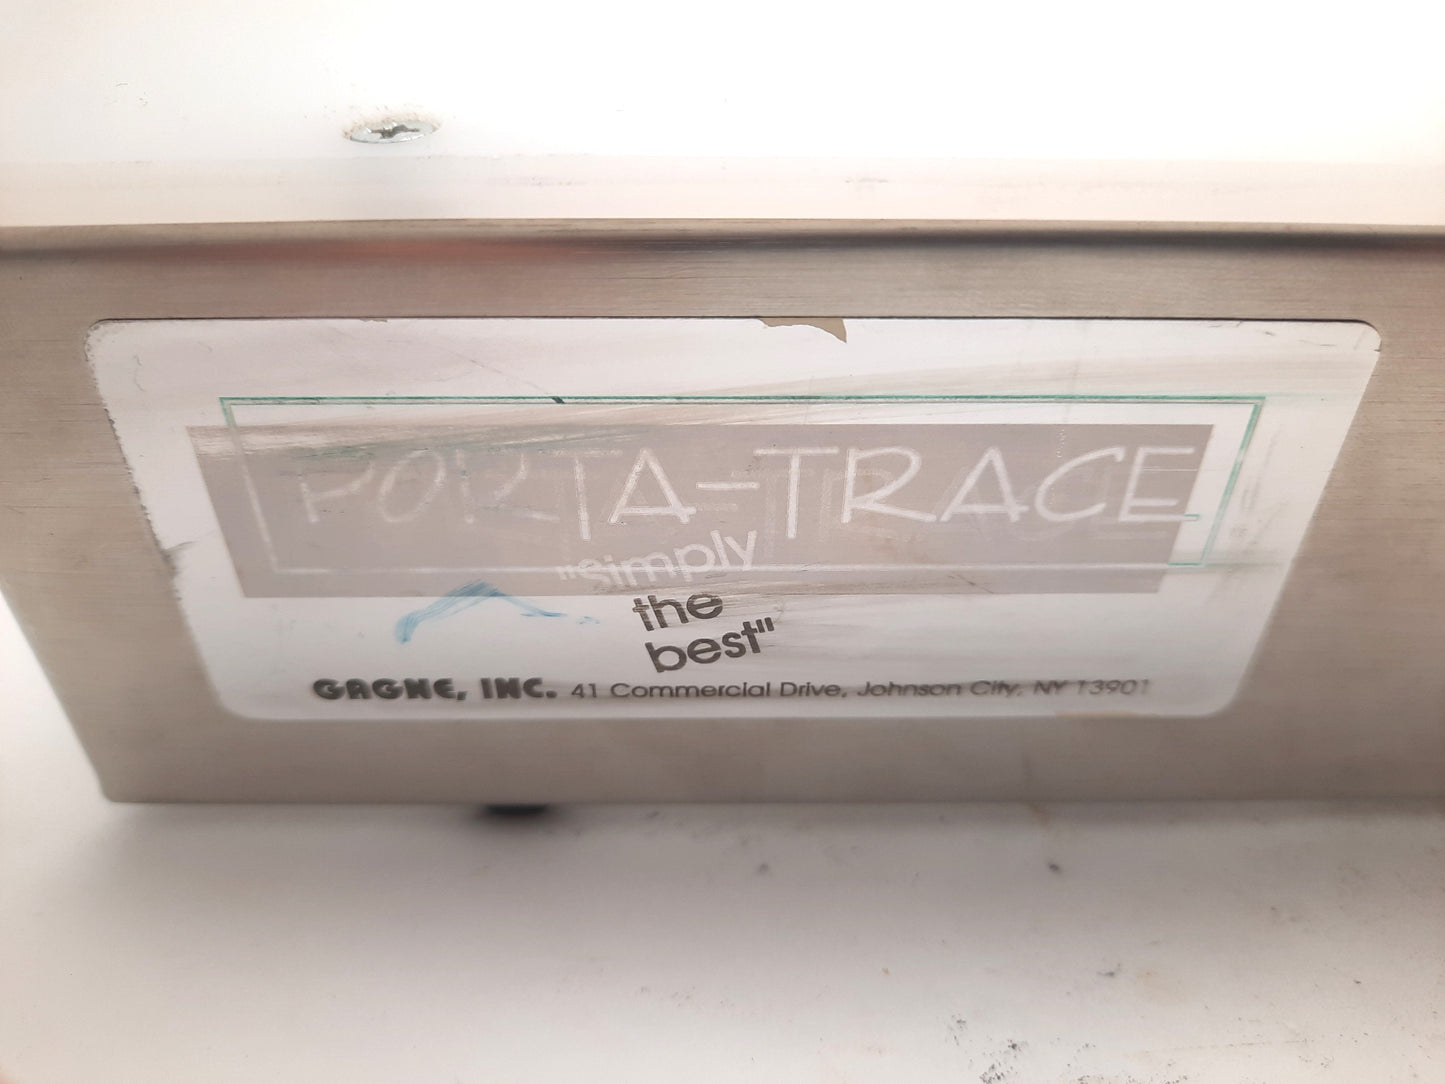 PORTA-TRACE
"simply
the
best"
GAGNE, INC. 41 Commercial Drive, Johnson City, NY 13901